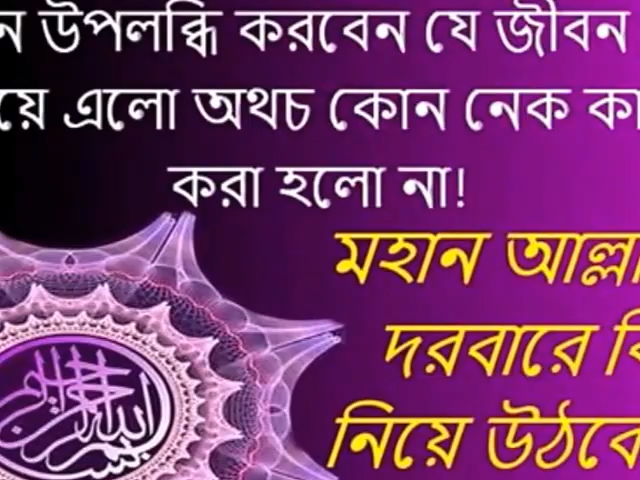 ন উপলব্ধি করবেন যে জীবন
য়ে এলো অথচ কোন নেক কা
করা হলো না!
মহান আল্লা
দরবারে কি
নিয়ে উঠবে